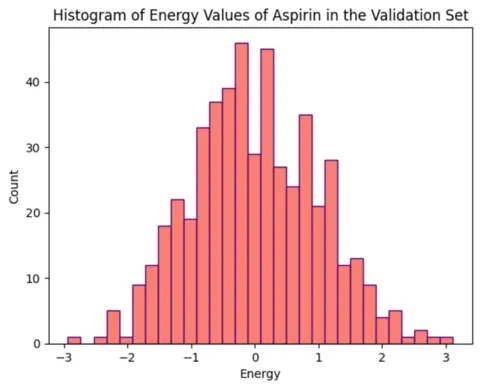 Histogram of Energy Values of Aspirin in the Validation Set
40
30
20
10
0
Count
−3 −2 −1 0 1 2 3
Energy